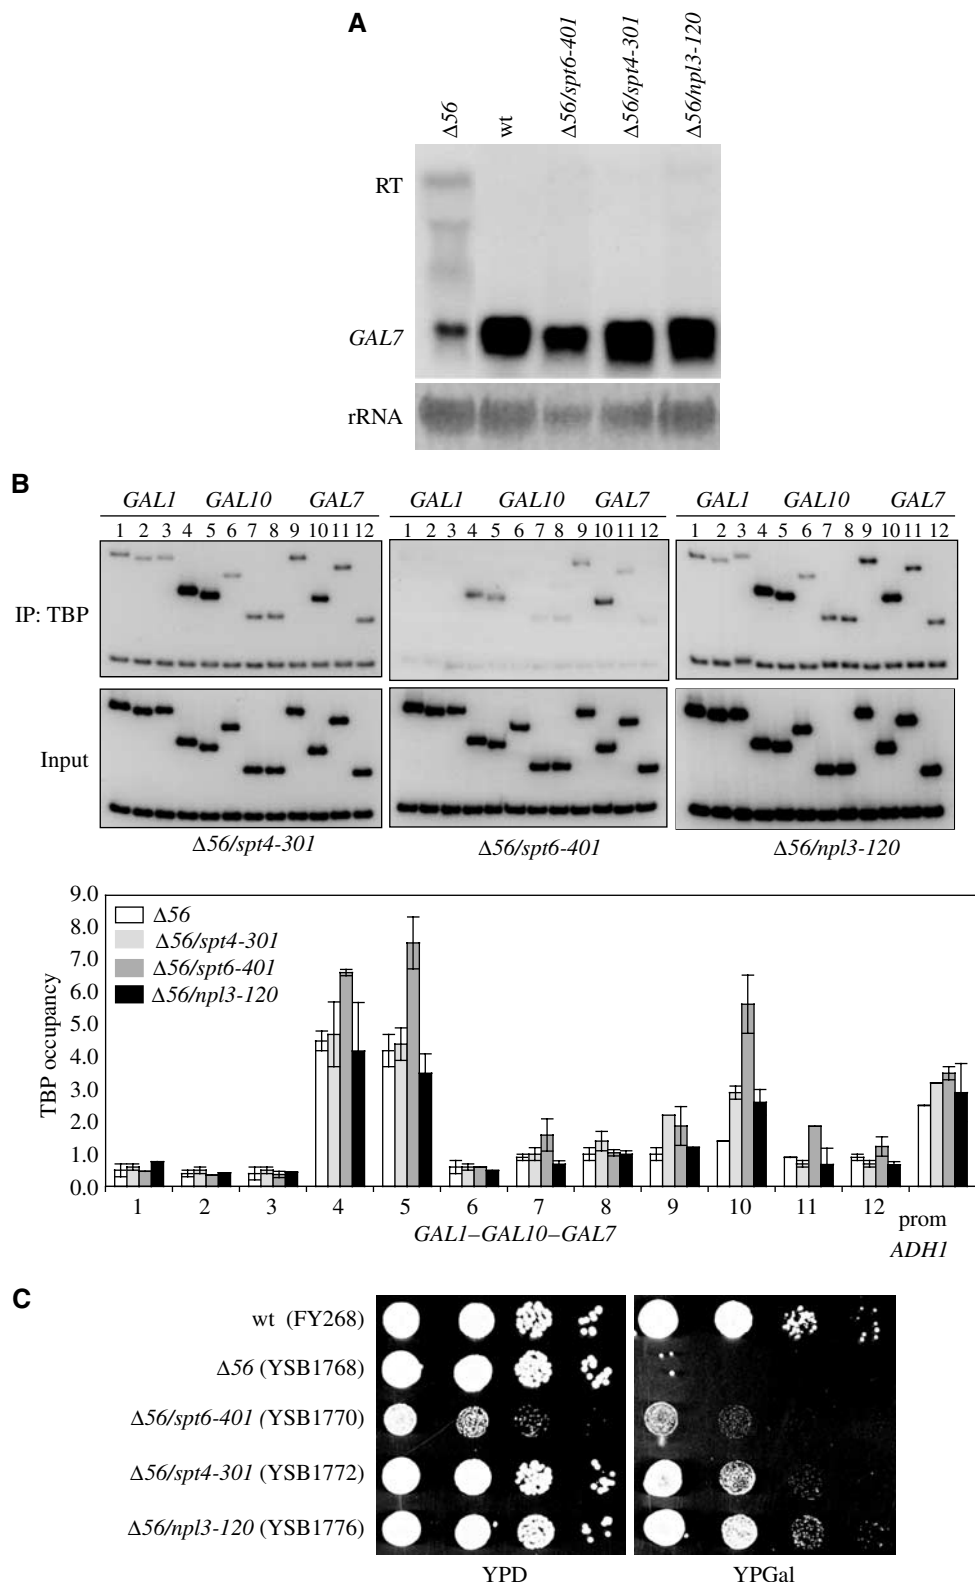 A
Δ56
wt
Δ56/spt6-401
Δ56/spt4-301
Δ56/npl3-120
RT
GAL7
rRNA
B
GAL1 GAL10 GAL7 GAL1 GAL10 GAL7 GAL1 GAL10 GAL7
1 2 3 4 5 6 7 8 9 10 11 12 1 2 3 4 5 6 7 8 9 10 11 12 1 2 3 4 5 6 7 8 9 10 11 12
IP: TBP
Input
Δ56/spt4-301 Δ56/spt6-401 Δ56/npl3-120
TBP occupancy
9.0
8.0
7.0
6.0
5.0
4.0
3.0
2.0
1.0
0.0
Δ56
Δ56/spt4-301
Δ56/spt6-401
Δ56/npl3-120
1 2 3 4 5 6 7 8 9 10 11 12 prom
GAL1–GAL10–GAL7 ADH1
C
wt (FY268)
Δ56 (YSB1768)
Δ56/spt6-401 (YSB1770)
Δ56/spt4-301 (YSB1772)
Δ56/npl3-120 (YSB1776)
YPD YPGal